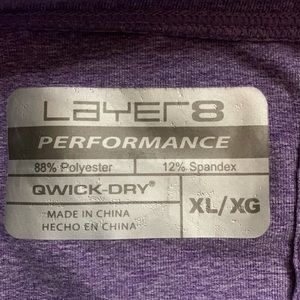 Layer8
PERFORMANCE
88% Polyester 12% Spandex
QWICK-DRY®
MADE IN CHINA
HECHO EN CHINA
XL/XG